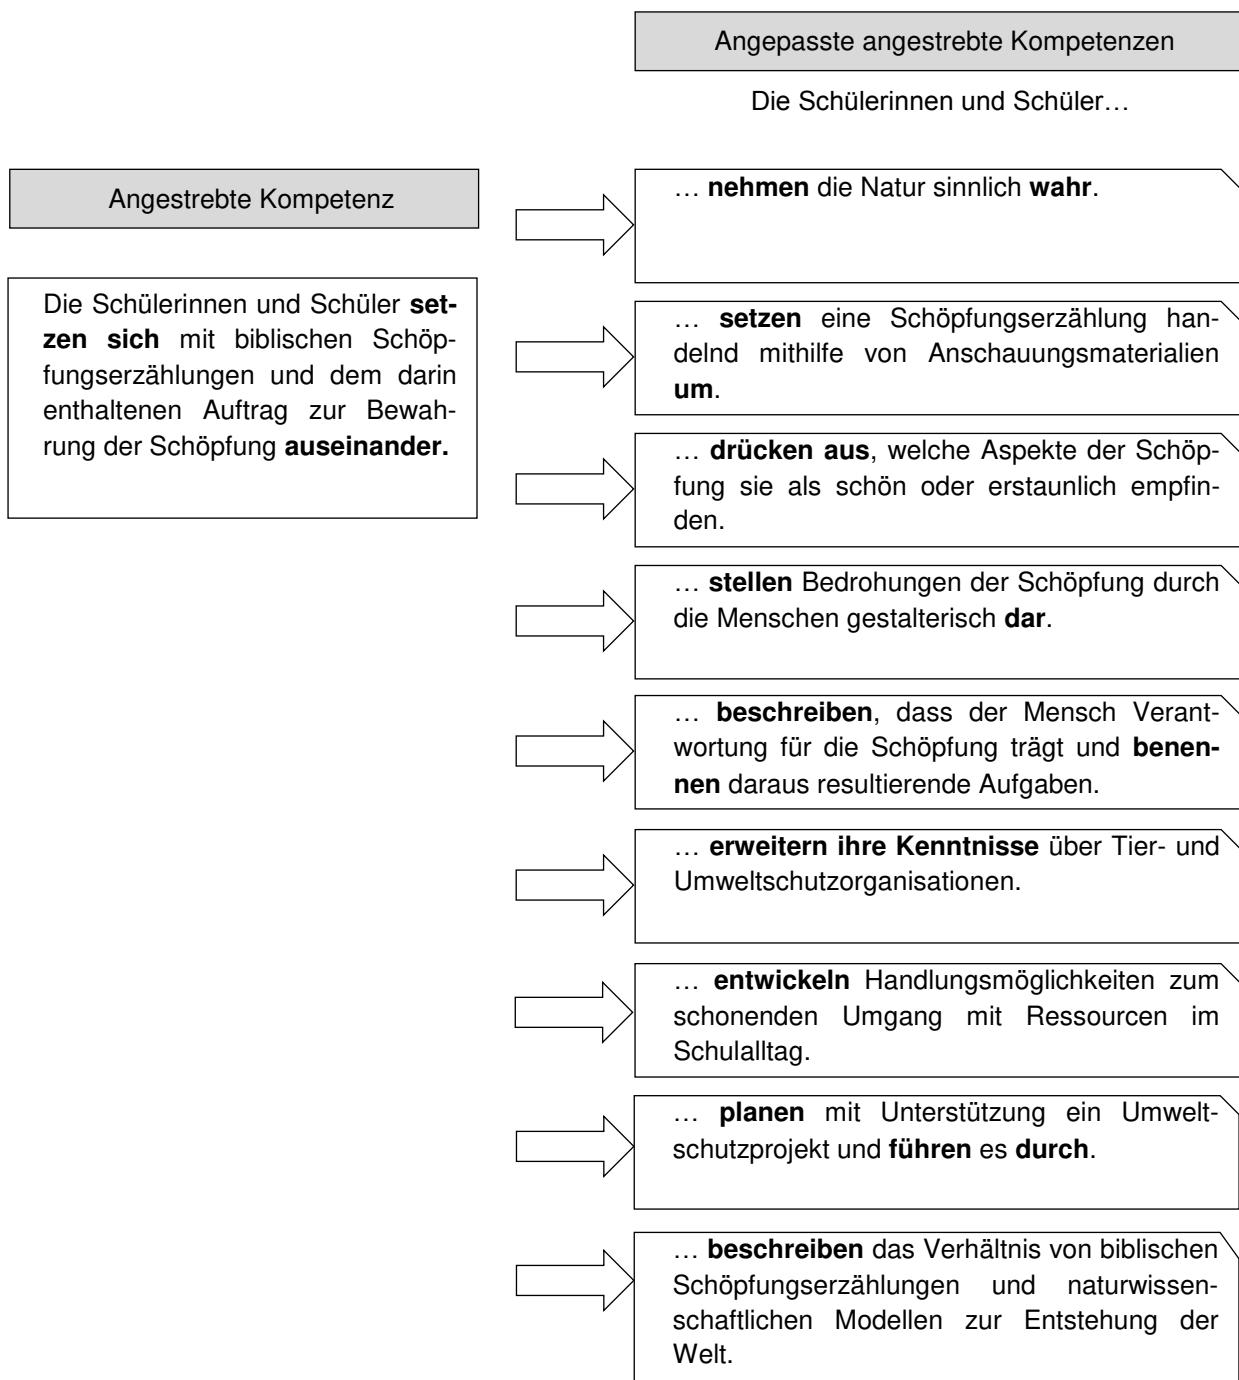 Angepasste angestrebte Kompetenzen
Die Schülerinnen und Schüler…
Angestrebte Kompetenz
Die Schülerinnen und Schüler set-
zen sich mit biblischen Schöp-
fungserzählungen und dem darin
enthaltenen Auftrag zur Bewah-
rung der Schöpfung auseinander.
… nehmen die Natur sinnlich wahr.
… setzen eine Schöpfungserzählung han-
delnd mithilfe von Anschauungsmaterialien
um.
… drücken aus, welche Aspekte der Schöp-
fung sie als schön oder erstaunlich empfin-
den.
… stellen Bedrohungen der Schöpfung durch
die Menschen gestalterisch dar.
… beschreiben, dass der Mensch Verant-
wortung für die Schöpfung trägt und benen-
nen daraus resultierende Aufgaben.
… erweitern ihre Kenntnisse über Tier- und
Umweltschutzorganisationen.
… entwickeln Handlungsmöglichkeiten zum
schonenden Umgang mit Ressourcen im
Schulalltag.
… planen mit Unterstützung ein Umwelt-
schutzprojekt und führen es durch.
… beschreiben das Verhältnis von biblischen
Schöpfungserzählungen und naturwissen-
schaftlichen Modellen zur Entstehung der
Welt.